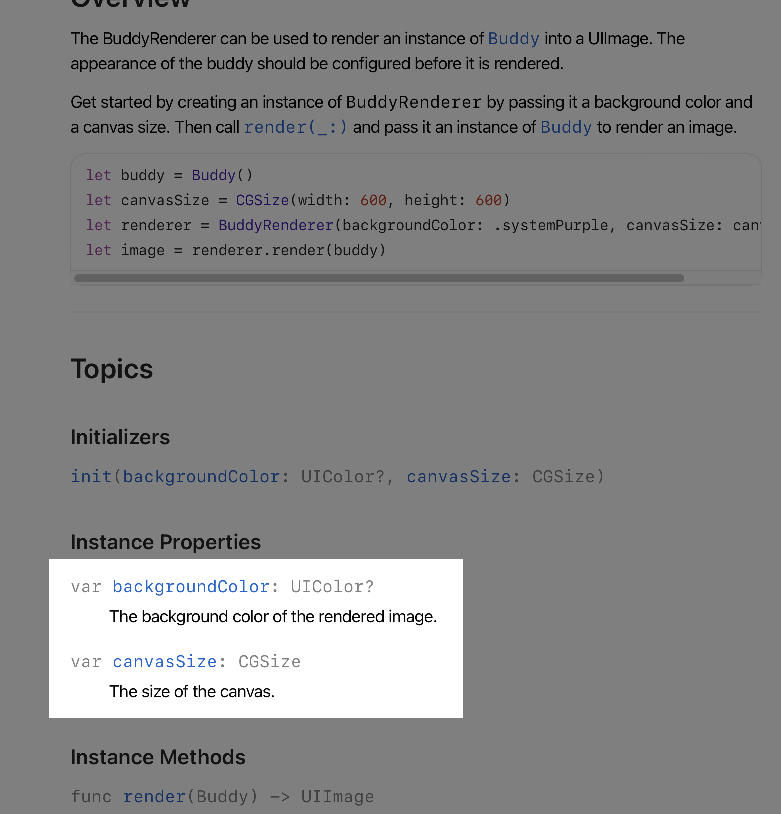 Overview
The BuddyRenderer can be used to render an instance of Buddy into a UIImage. The
appearance of the buddy should be configured before it is rendered.
Get started by creating an instance of BuddyRenderer by passing it a background color and
a canvas size. Then call render(_:) and pass it an instance of Buddy to render an image.
let buddy = Buddy()
let canvasSize = CGSize(width: 600, height: 600)
let renderer = BuddyRenderer(backgroundColor: .systemPurple, canvasSize: can
let image = renderer.render(buddy)
Topics
Initializers
init(backgroundColor: UIColor?, canvasSize: CGSize)
Instance Properties
var backgroundColor: UIColor?
The background color of the rendered image.
var canvasSize: CGSize
The size of the canvas.
Instance Methods
func render(Buddy) -> UIImage